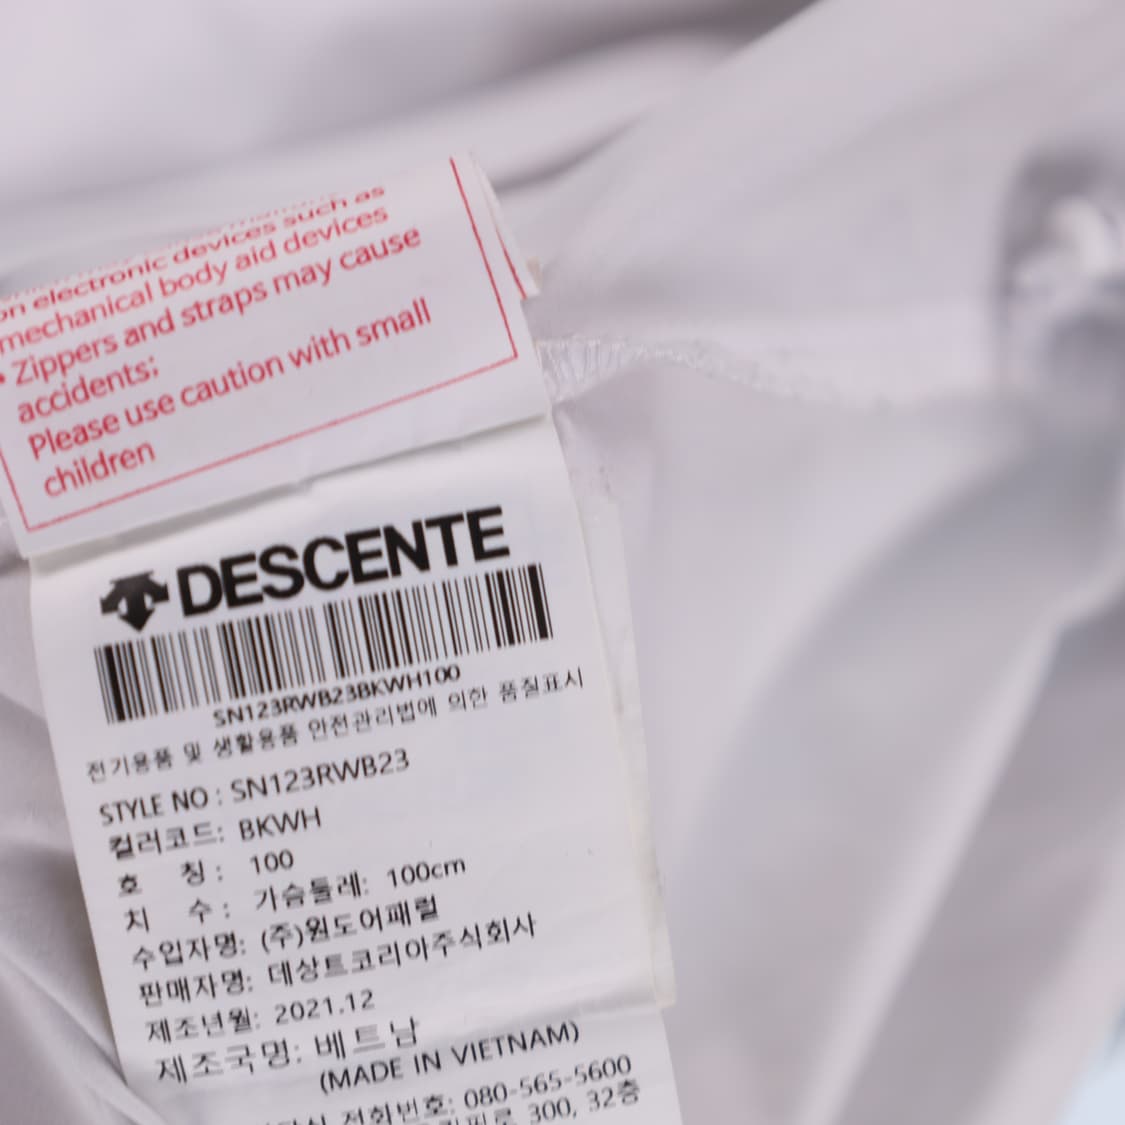 on electronic devices such as
mechanical body aid devices
• Zippers and straps may cause
accidents;
Please use caution with small
children
DESCENTE
SN123RWB23BKWH100
전기용품 및 생활용품 안전관리법에 의한 품질표시
STYLE NO : SN123RWB23
컬러코드: BKWH
호 칭 : 100
치 수 : 가슴둘레: 100cm
수입자명: (주)원도어패럴
판매자명: 데상트코리아주식회사
제조년월: 2021.12
제조국명: 베트남
(MADE IN VIETNAM)
전화번호: 080-565-5600
300, 32층